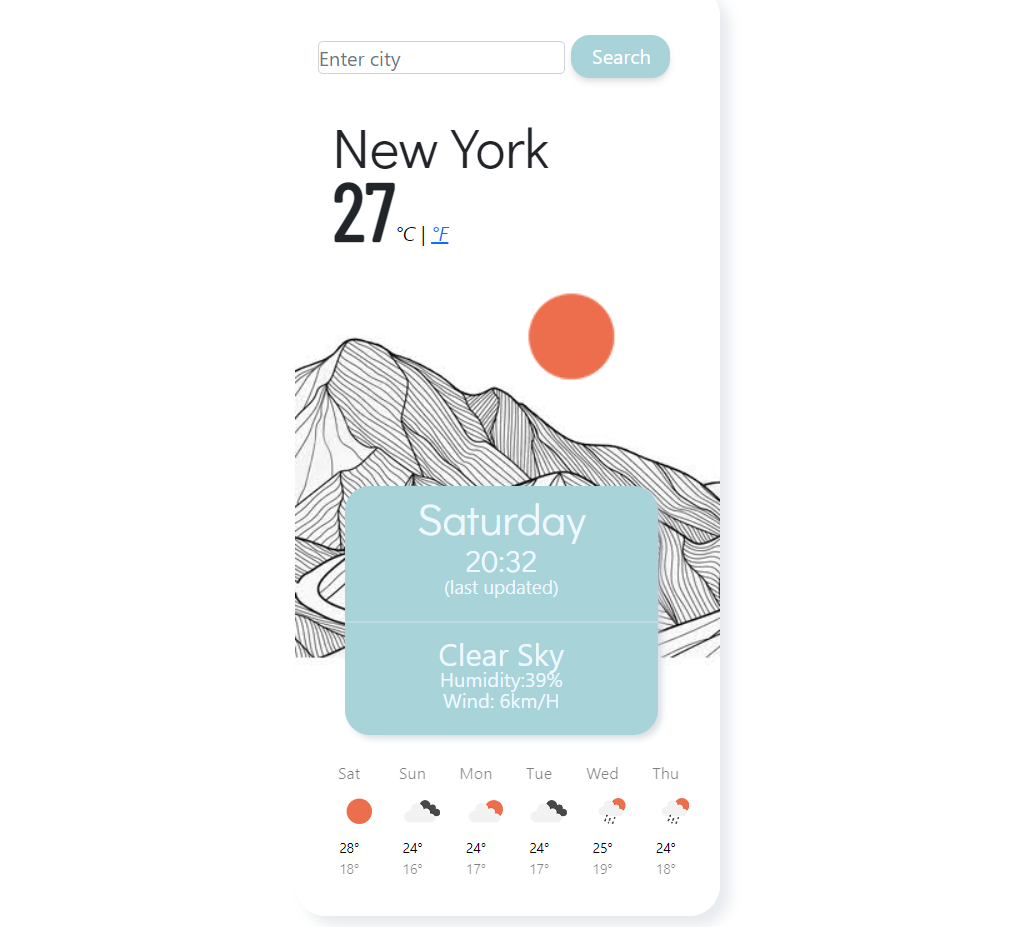 Enter city Search
New York
27 °C | °F
Saturday
20:32
(last updated)
Clear Sky
Humidity:39%
Wind: 6km/H
Sat Sun Mon Tue Wed Thu
28° 24° 24° 24° 25° 24°
18° 16° 17° 17° 19° 18°